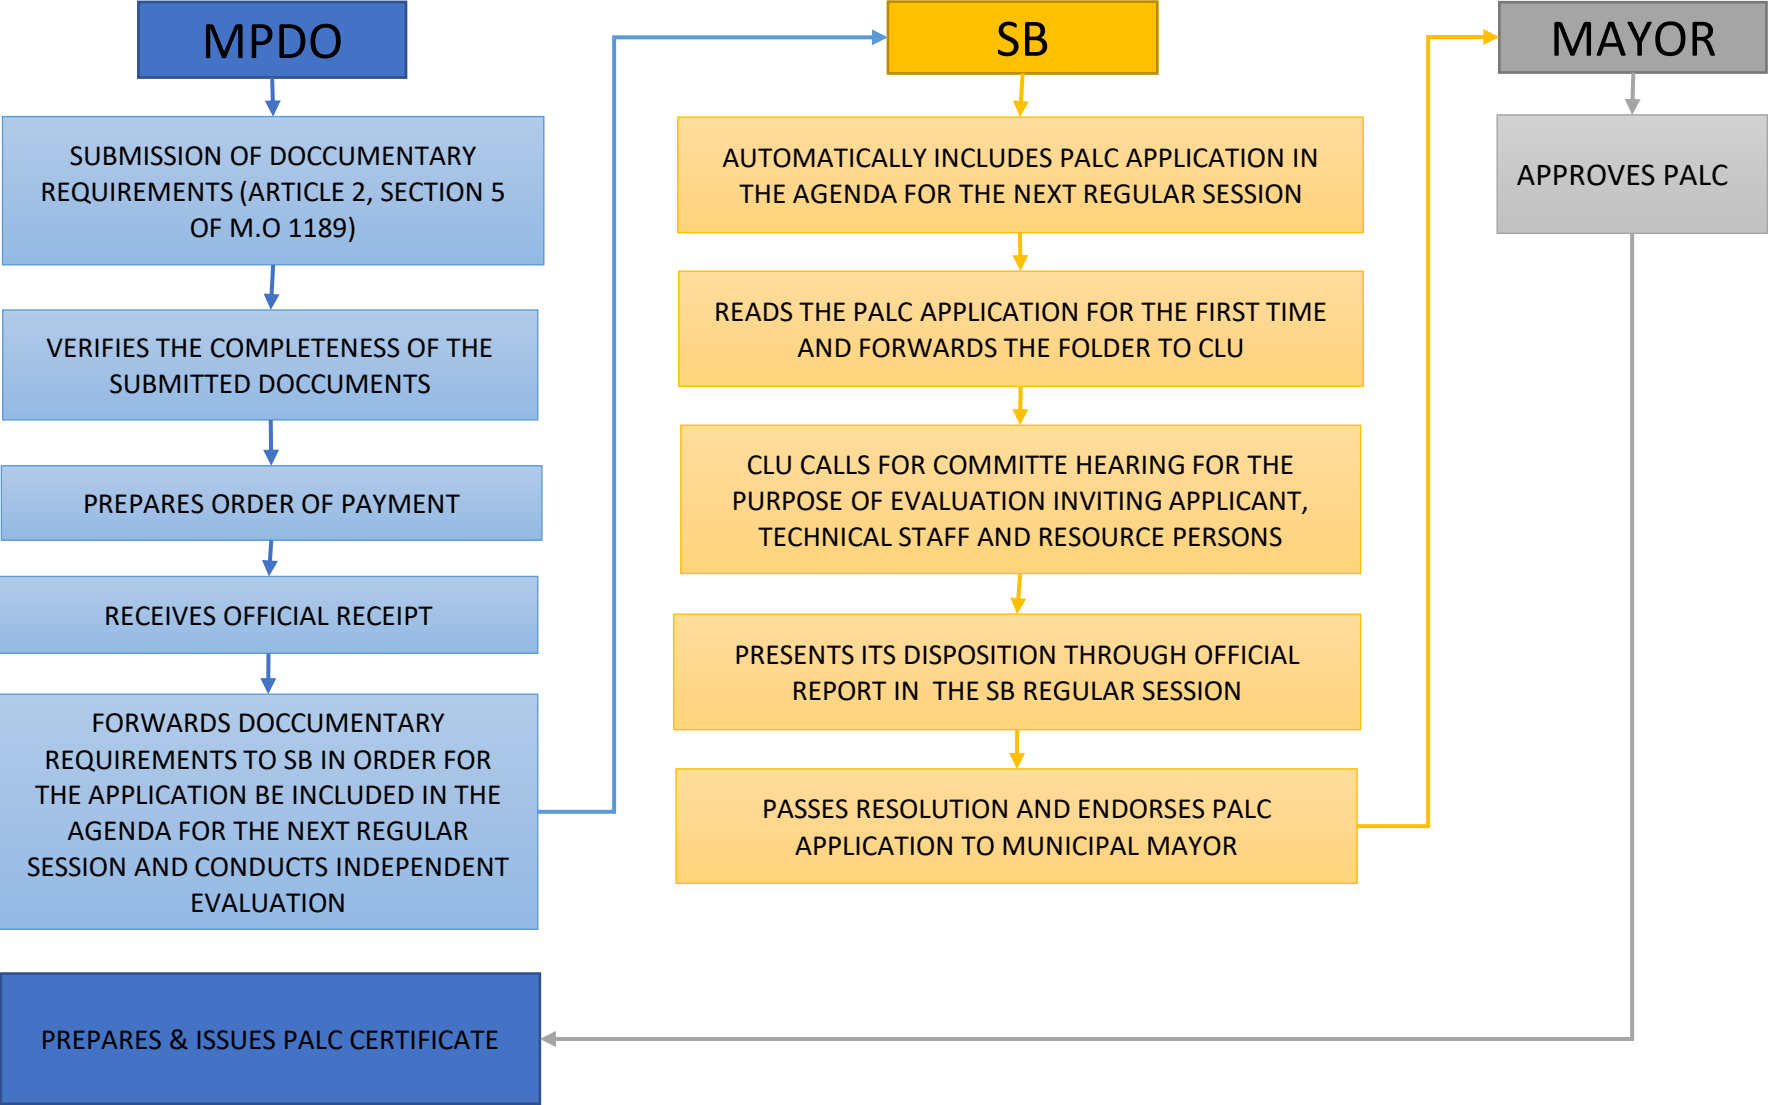 MPDO
SUBMISSION OF DOCCUMENTARY
REQUIREMENTS (ARTICLE 2, SECTION 5
OF M.O 1189)
VERIFIES THE COMPLETENESS OF THE
SUBMITTED DOCCUMENTS
PREPARES ORDER OF PAYMENT
RECEIVES OFFICIAL RECEIPT
FORWARDS DOCCUMENTARY
REQUIREMENTS TO SB IN ORDER FOR
THE APPLICATION BE INCLUDED IN THE
AGENDA FOR THE NEXT REGULAR
SESSION AND CONDUCTS INDEPENDENT
EVALUATION
SB
AUTOMATICALLY INCLUDES PALC APPLICATION IN
THE AGENDA FOR THE NEXT REGULAR SESSION
READS THE PALC APPLICATION FOR THE FIRST TIME
AND FORWARDS THE FOLDER TO CLU
CLU CALLS FOR COMMITTE HEARING FOR THE
PURPOSE OF EVALUATION INVITING APPLICANT,
TECHNICAL STAFF AND RESOURCE PERSONS
PRESENTS ITS DISPOSITION THROUGH OFFICIAL
REPORT IN  THE SB REGULAR SESSION
PASSES RESOLUTION AND ENDORSES PALC
APPLICATION TO MUNICIPAL MAYOR
MAYOR
APPROVES PALC
PREPARES & ISSUES PALC CERTIFICATE